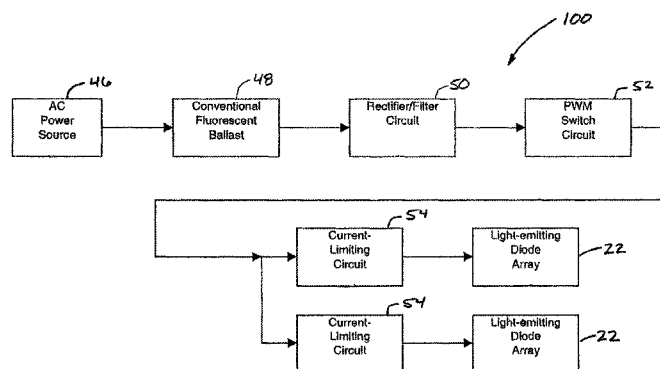 100
46
48
50
52
AC
Power
Source
Conventional
Fluorescent
Ballast
Rectifier/Filter
Circuit
PWM
Switch
Circuit
54
Current-
Limiting
Circuit
Light-emitting
Diode
Array
22
54
Current-
Limiting
Circuit
Light-emitting
Diode
Array
22